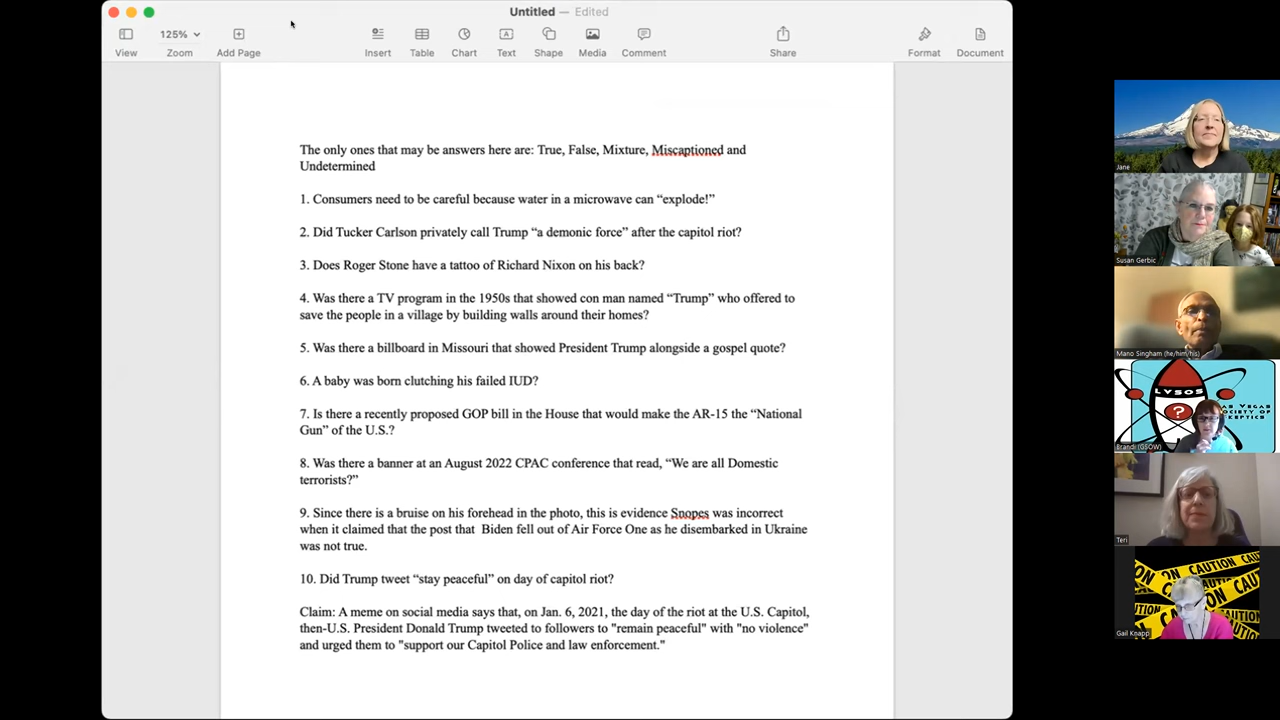 Untitled — Edited
View
125%
Zoom
Add Page
Insert
Table
Chart
Text
Shape
Media
Comment
Share
Format
Document
The only ones that may be answers here are: True, False, Mixture, Miscaptioned and
Undetermined
1. Consumers need to be careful because water in a microwave can “explode!”
2. Did Tucker Carlson privately call Trump “a demonic force” after the capitol riot?
3. Does Roger Stone have a tattoo of Richard Nixon on his back?
4. Was there a TV program in the 1950s that showed con man named “Trump” who offered to
save the people in a village by building walls around their homes?
5. Was there a billboard in Missouri that showed President Trump alongside a gospel quote?
6. A baby was born clutching his failed IUD?
7. Is there a recently proposed GOP bill in the House that would make the AR-15 the “National
Gun” of the U.S.?
8. Was there a banner at an August 2022 CPAC conference that read, “We are all Domestic
terrorists?”
9. Since there is a bruise on his forehead in the photo, this is evidence Snopes was incorrect
when it claimed that the post that Biden fell out of Air Force One as he disembarked in Ukraine
was not true.
10. Did Trump tweet “stay peaceful” on day of capitol riot?
Claim: A meme on social media says that, on Jan. 6, 2021, the day of the riot at the U.S. Capitol,
then-U.S. President Donald Trump tweeted to followers to "remain peaceful" with "no violence"
and urged them to "support our Capitol Police and law enforcement."
Jane
Susan Gerbic
Mano Singham (he/him/his)
LVSOS
?
AS VEGAS
SOCIETY OF
SKEPTICS
Brandi (GSOW)
Teri
CAUTION
CAUTION
Gail Knapp